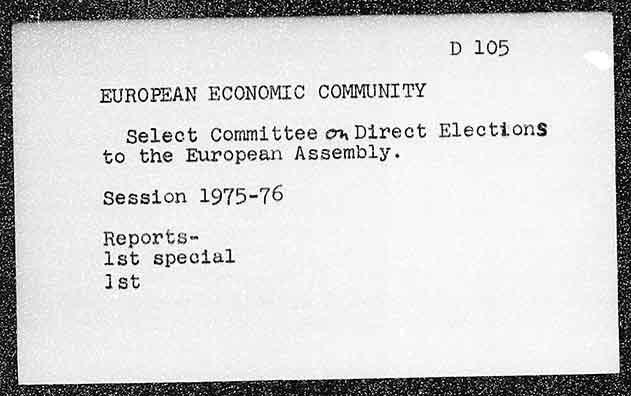 D 105
EUROPEAN ECONOMIC COMMUNITY
Select Committee on Direct Elections
to the European Assembly.
Session 1975-76
Reports-
1st special
1st